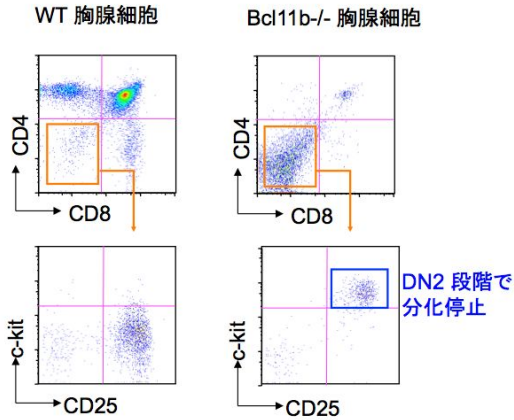 WT 胸腺細胞
Bcl11b-/- 胸腺細胞
CD4
CD8
CD4
CD8
c-kit
CD25
c-kit
CD25
DN2 段階で
分化停止